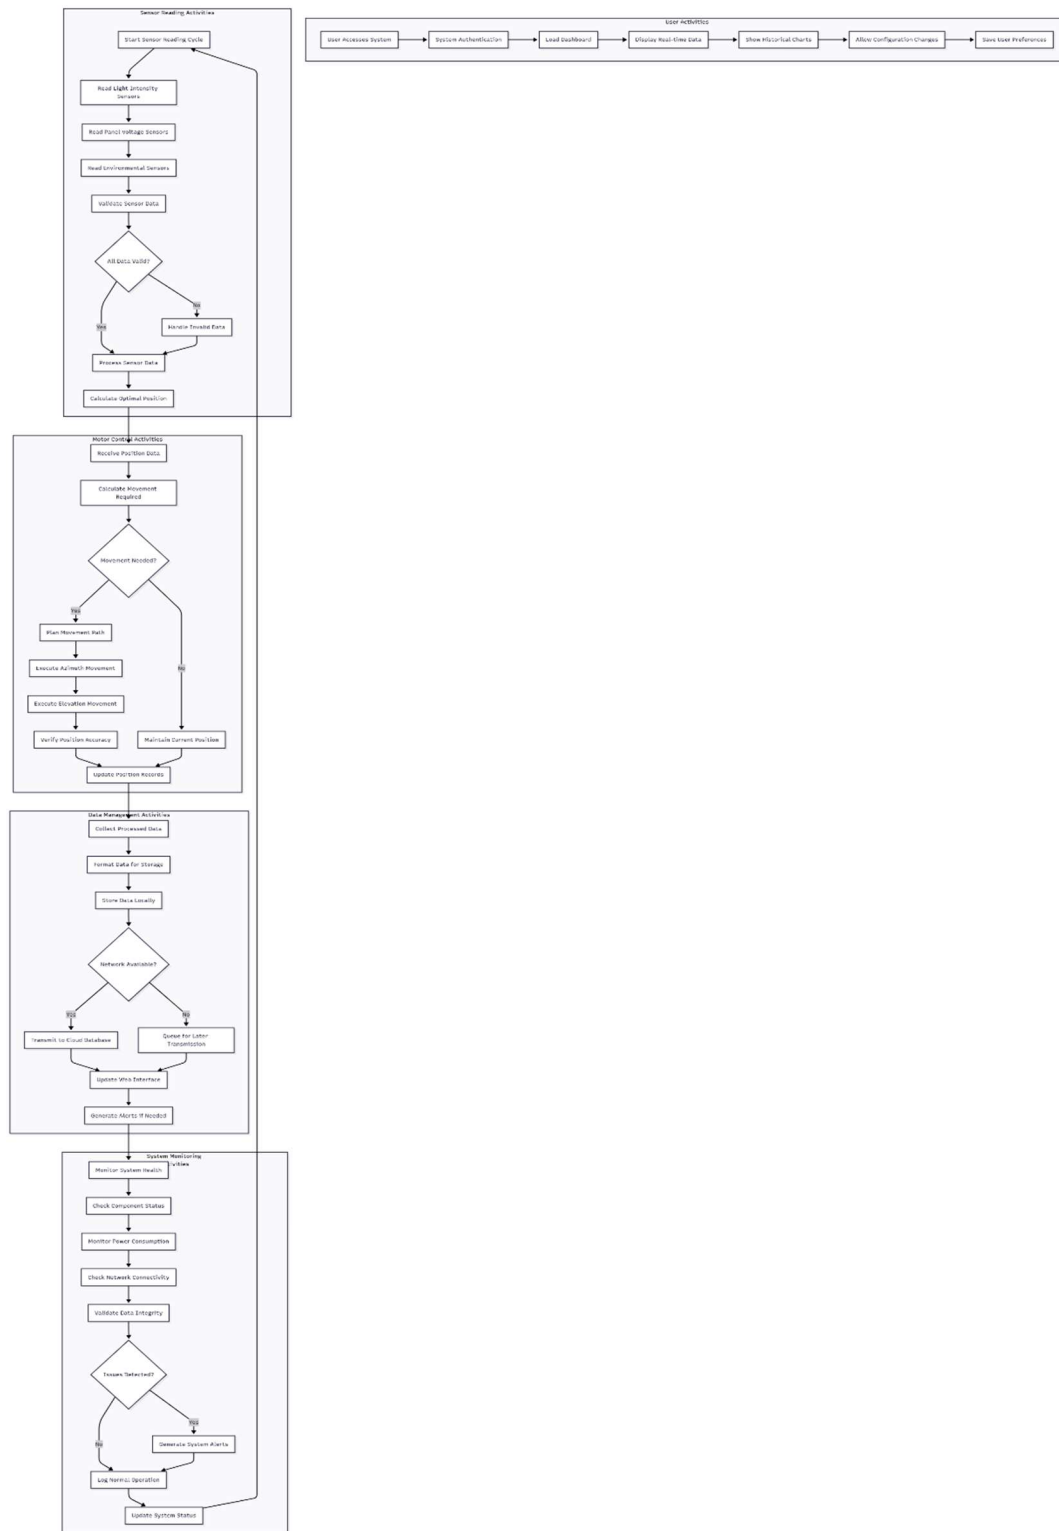 Sensor Reading Activities
Start Sensor Reading Cycle
Read Light Intensity
Sensors
Read Panel Voltage Sensors
Read Environmental Sensors
Validate Sensor Data
All Data Valid?
No
Yes
Handle Invalid Data
Process Sensor Data
Calculate Optimal Position
Motor Control Activities
Receive Position Data
Calculate Movement
Required
Movement Needed?
Yes
Plan Movement Path
Execute Azimuth Movement
No
Execute Elevation Movement
Verify Position Accuracy
Maintain Current Position
Update Position Records
Data Management Activities
Collect Processed Data
Format Data for Storage
Store Data Locally
Network Available?
Yes
No
Transmit to Cloud Database
Queue for Later
Transmission
Update Web Interface
Generate Alerts if Needed
System Monitoring
ivities
Monitor System Health
Check Component Status
Monitor Power Consumption
Check Network Connectivity
Validate Data Integrity
Issues Detected?
Yes
No
Generate System Alerts
Log Normal Operation
Update System Status
User Activities
User Accesses System
System Authentication
Load Dashboard
Display Real-time Data
Show Historical Charts
Allow Configuration Changes
Save User Preferences